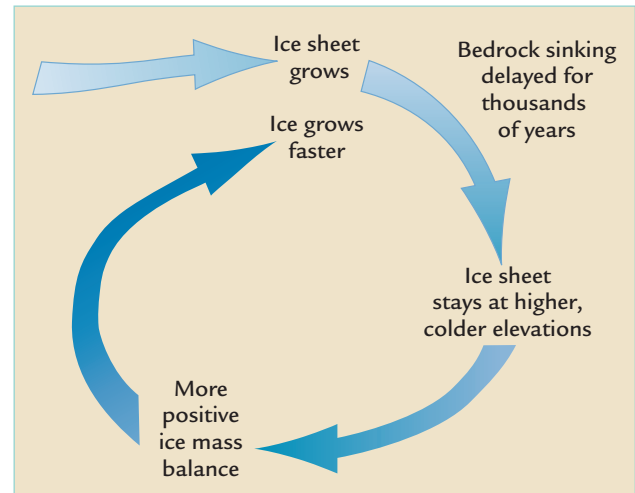 Ice sheet
grows
Bedrock sinking
delayed for
thousands
of years
Ice grows
faster
Ice sheet
stays at higher,
colder elevations
More
positive
ice mass
balance